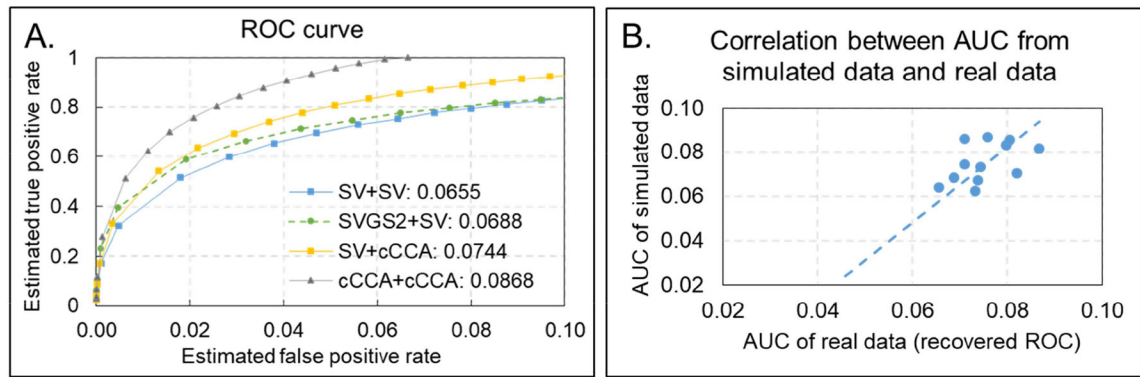 A.
ROC curve
Estimated true positive rate
1
0.8
0.6
0.4
0.2
0
0.00 0.02 0.04 0.06 0.08 0.10
Estimated false positive rate
SV+SV: 0.0655
SVGS2+SV: 0.0688
SV+cCCA: 0.0744
cCCA+cCCA: 0.0868
B.
Correlation between AUC from
simulated data and real data
AUC of simulated data
0.10
0.08
0.06
0.04
0.02
0.02 0.04 0.06 0.08 0.10
AUC of real data (recovered ROC)